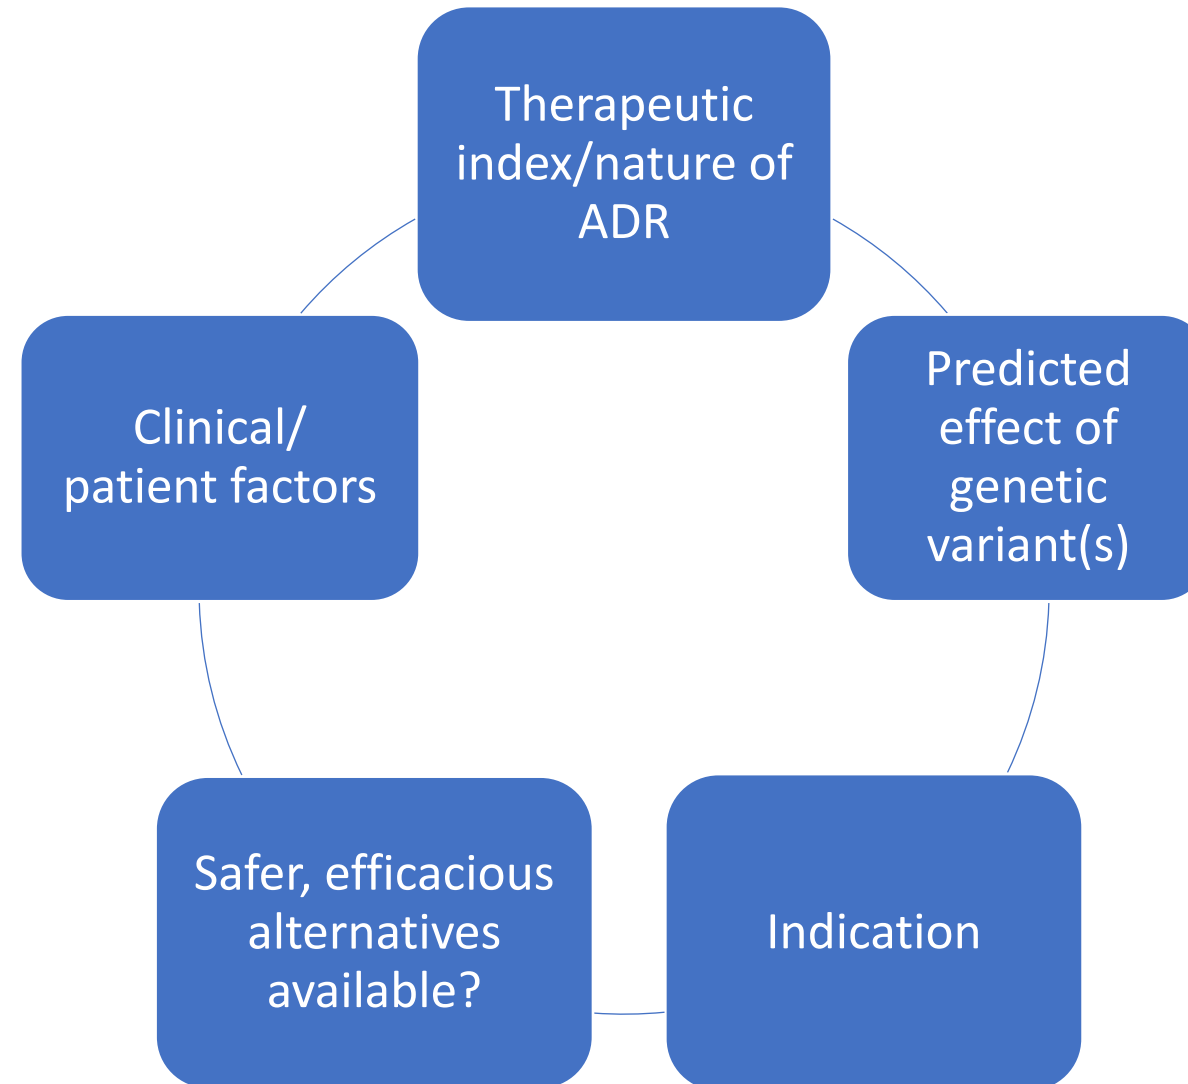 Therapeutic
index/nature of
ADR
Predicted
effect of
genetic
variant(s)
Indication
Safer, efficacious
alternatives
available?
Clinical/
patient factors